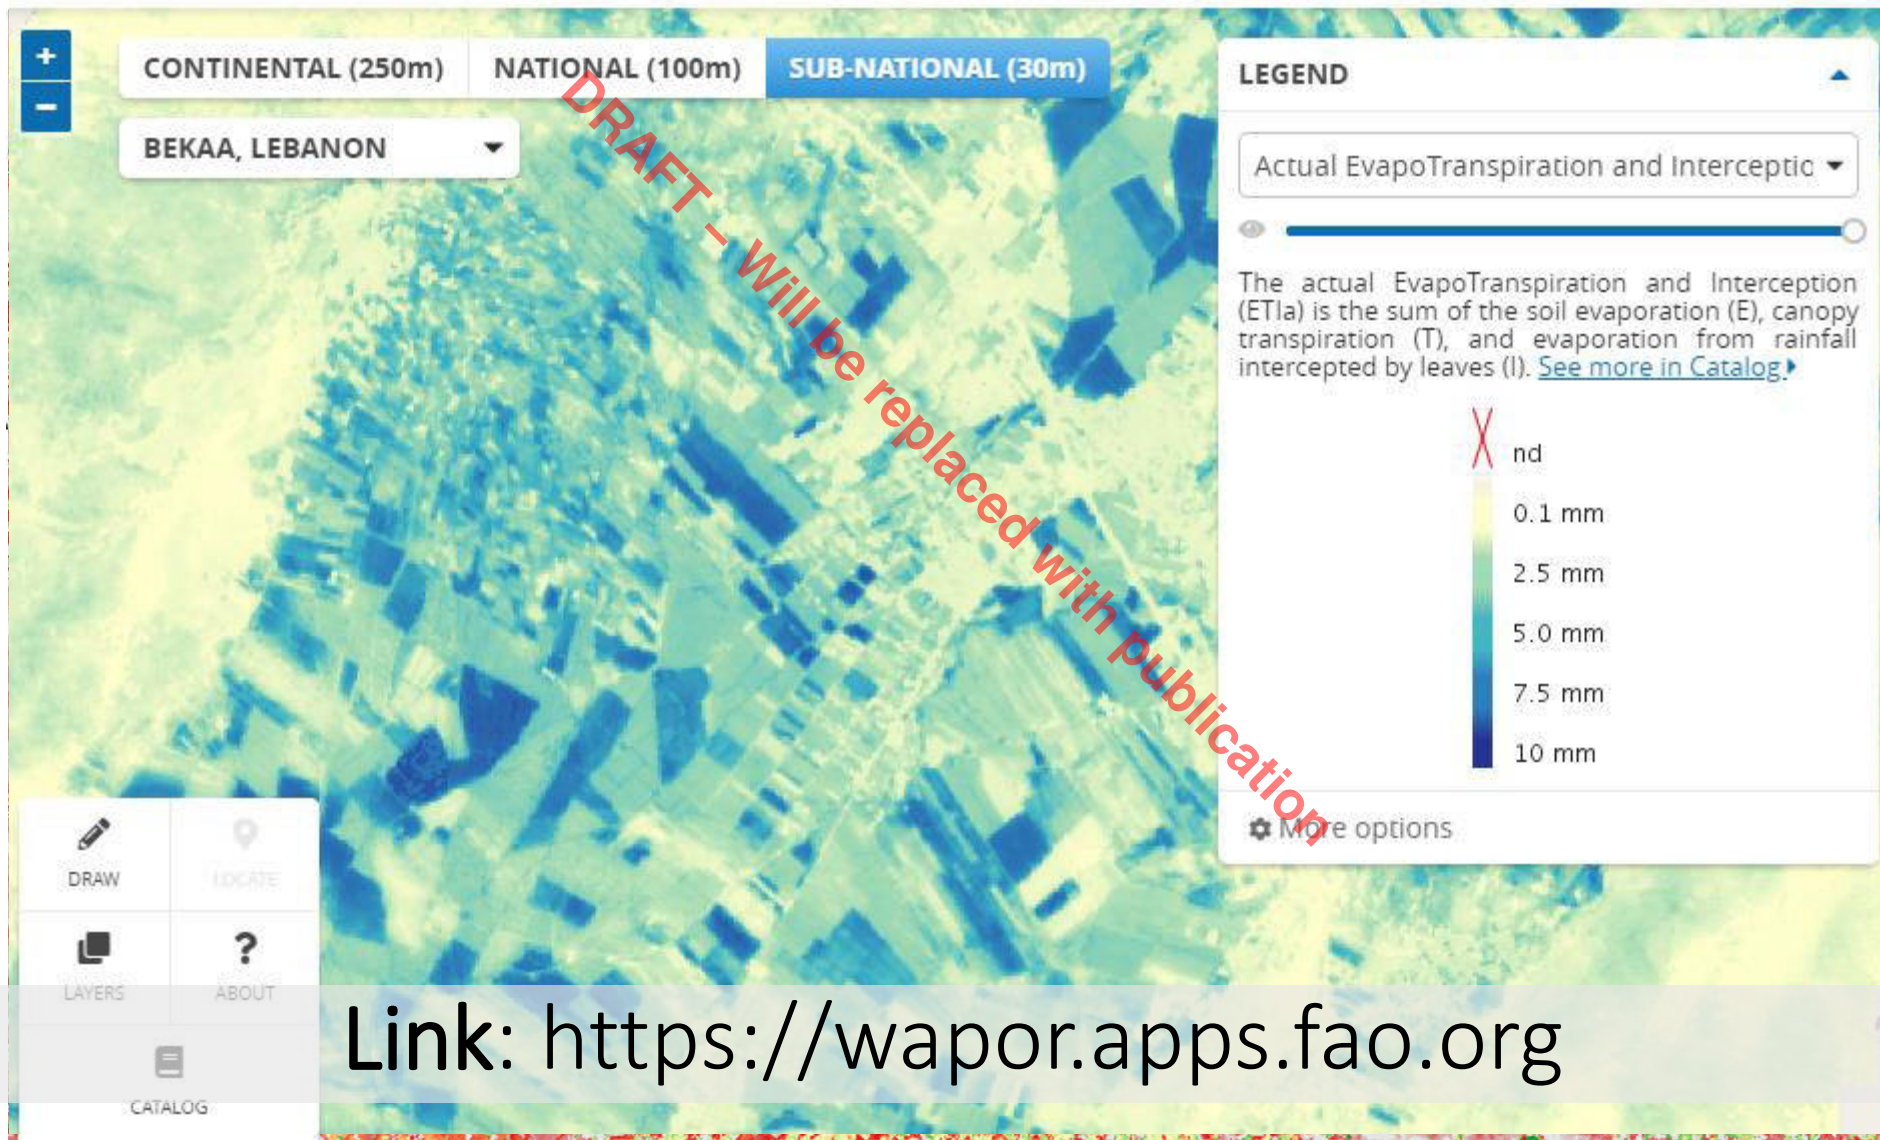 +
−
CONTINENTAL (250m)
NATIONAL (100m)
SUB-NATIONAL (30m)
BEKAA, LEBANON
DRAFT – Will be replaced with publication
LEGEND
Actual EvapoTranspiration and Interceptic
The actual EvapoTranspiration and Interception
(ETIa) is the sum of the soil evaporation (E), canopy
transpiration (T), and evaporation from rainfall
intercepted by leaves (I). See more in Catalog
nd
0.1 mm
2.5 mm
5.0 mm
7.5 mm
10 mm
More options
DRAW
LOCATE
LAYERS
?
ABOUT
CATALOG
Link: https://wapor.apps.fao.org